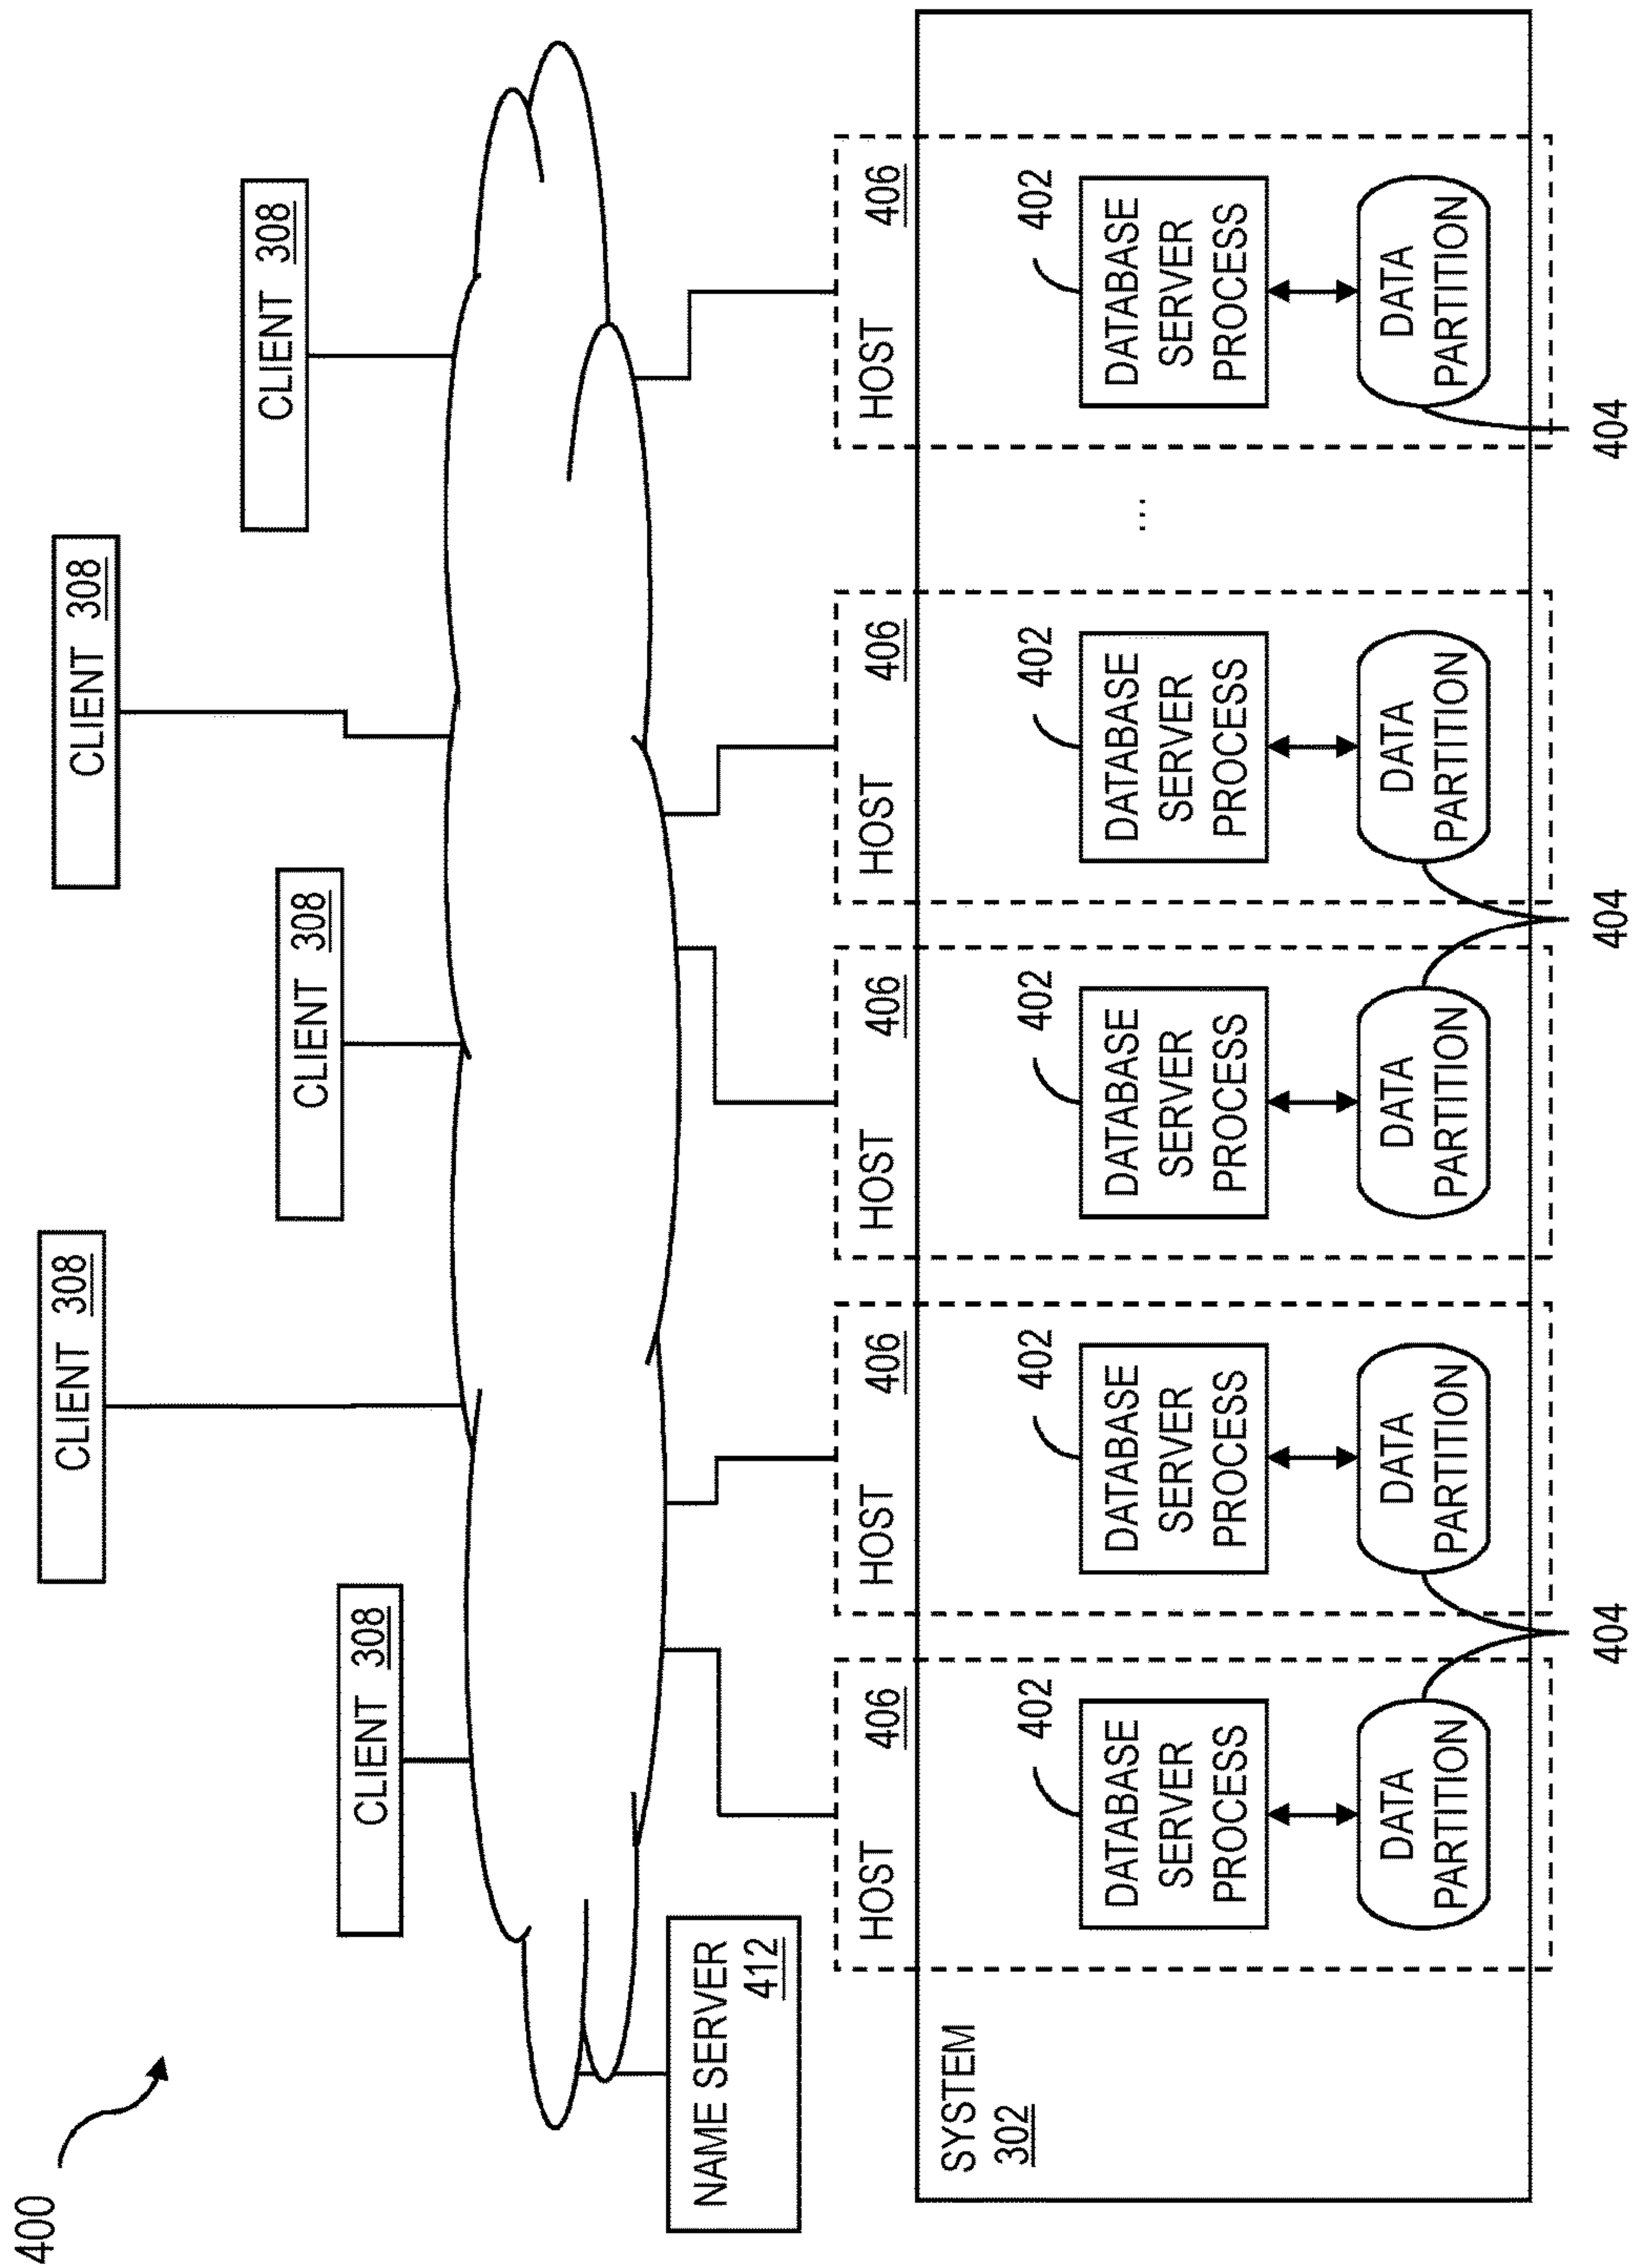 400
CLIENT 308
CLIENT 308
CLIENT 308
CLIENT 308
CLIENT 308
NAME SERVER
412
HOST 406
HOST 406
HOST 406
HOST 406
HOST 406
SYSTEM
302
402
DATABASE
SERVER
PROCESS
402
DATABASE
SERVER
PROCESS
402
DATABASE
SERVER
PROCESS
402
DATABASE
SERVER
PROCESS
...
402
DATABASE
SERVER
PROCESS
DATA
PARTITION
DATA
PARTITION
DATA
PARTITION
DATA
PARTITION
DATA
PARTITION
404
404
404